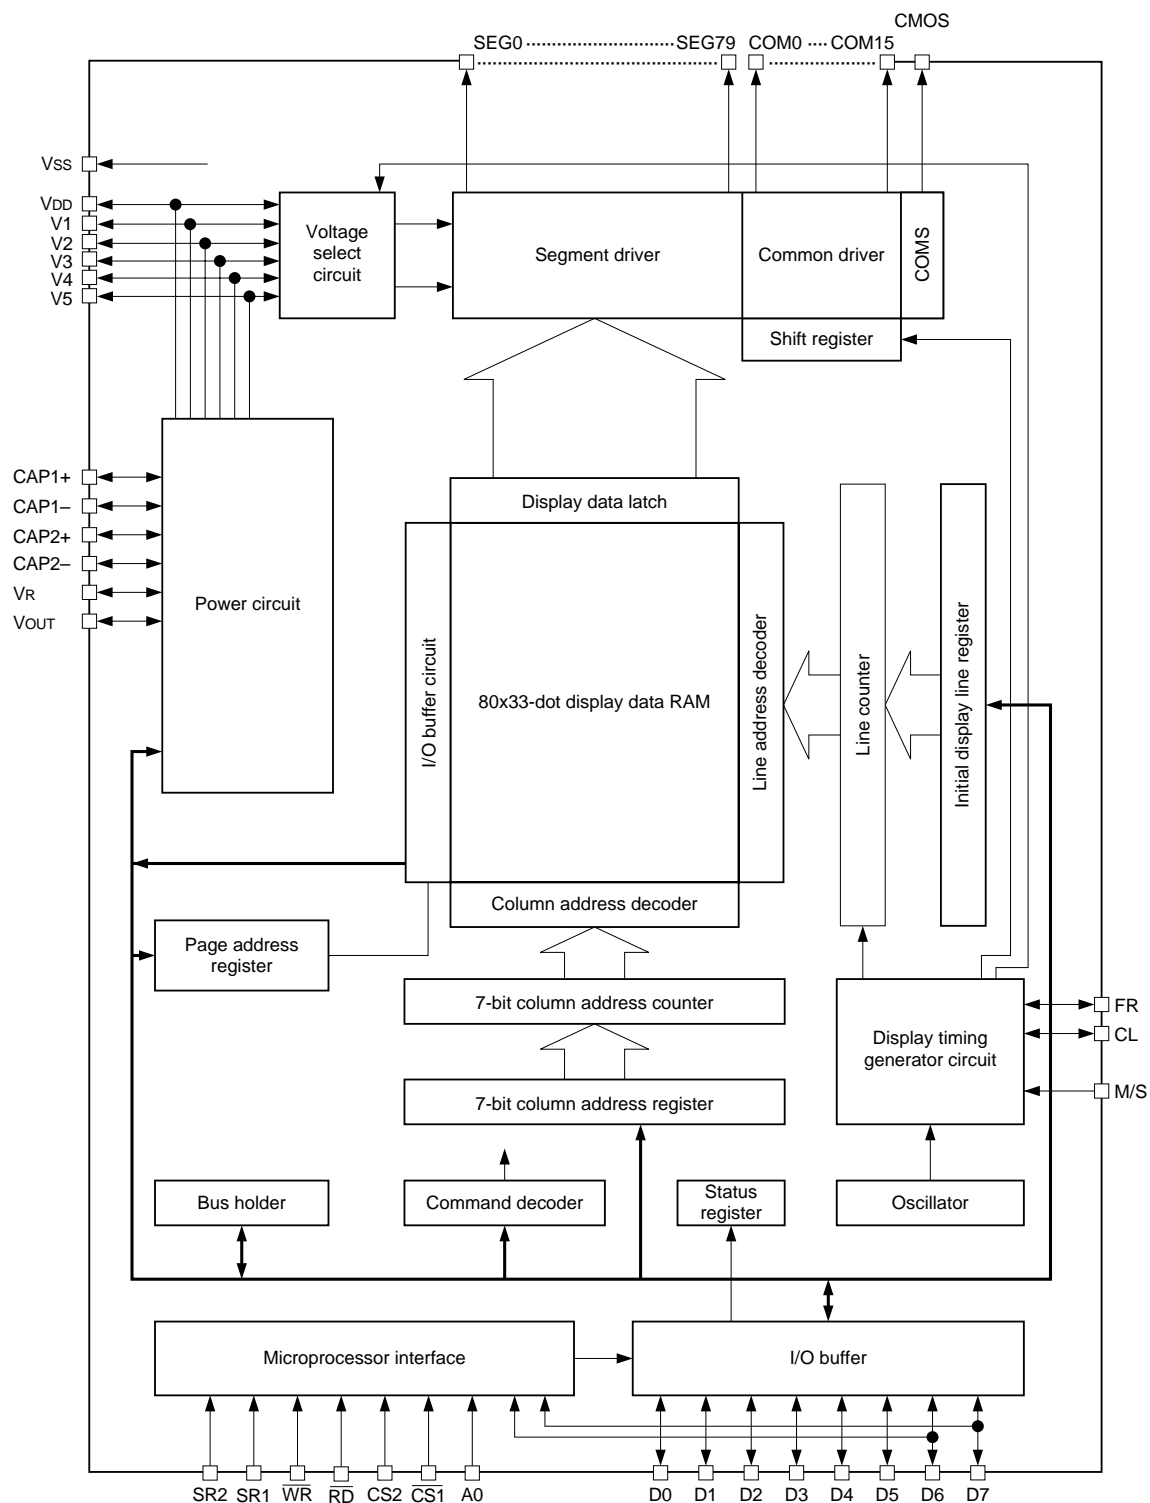 CMOS
SEG0 SEG79 COM0 COM15
VSS
VDD
V1
V2
V3
V4
V5
Voltage
select
circuit
Segment driver
Common driver
COMS
Shift register
CAP1+
CAP1–
CAP2+
CAP2–
VR
VOUT
Power circuit
Display data latch
I/O buffer circuit
80x33-dot display data RAM
Line address decoder
Line counter
Initial display line register
Column address decoder
Page address
register
7-bit column address counter
7-bit column address register
Display timing
generator circuit
FR
CL
M/S
Bus holder
Command decoder
Status
register
Oscillator
Microprocessor interface
I/O buffer
SR2 SR1 W̅R̅ R̅D̅ CS2 C̅S̅1̅ A0 D0 D1 D2 D3 D4 D5 D6 D7